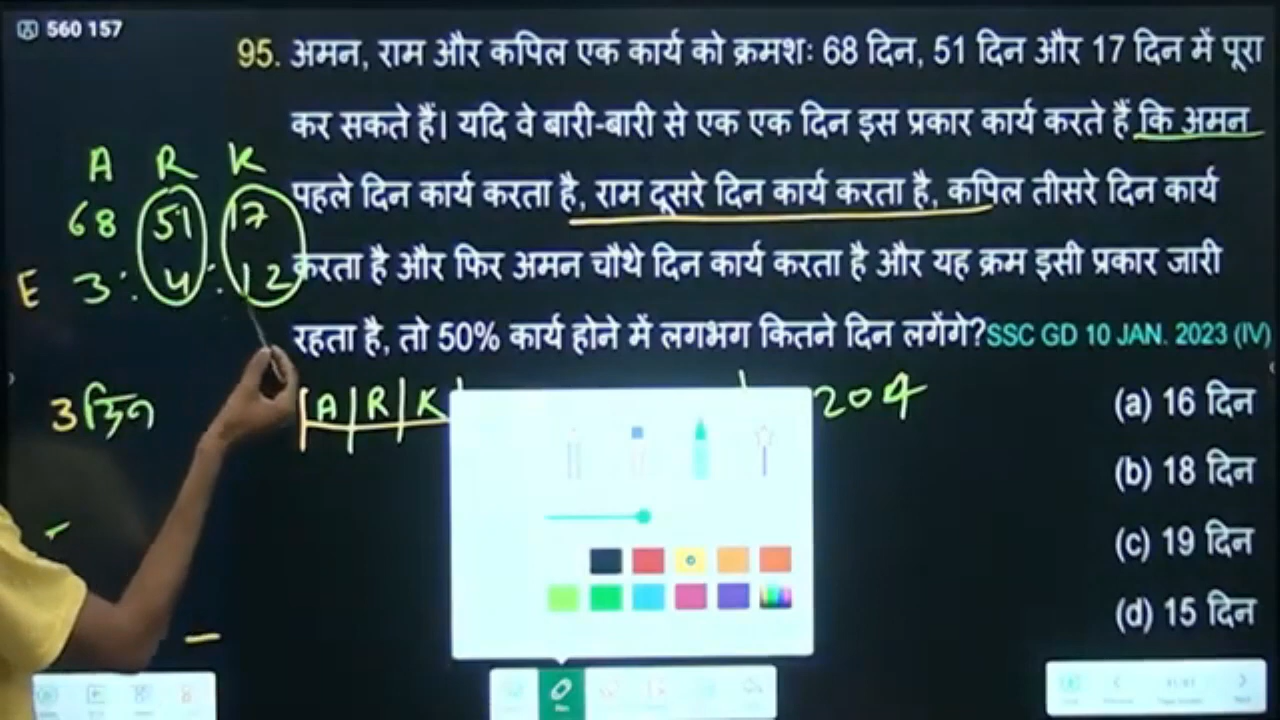 560 157
95. अमन, राम और कपिल एक कार्य को क्रमशः 68 दिन, 51 दिन और 17 दिन में पूरा
कर सकते हैं। यदि वे बारी-बारी से एक एक दिन इस प्रकार कार्य करते हैं कि अमन
पहले दिन कार्य करता है, राम दूसरे दिन कार्य करता है, कपिल तीसरे दिन कार्य
करता है और फिर अमन चौथे दिन कार्य करता है और यह क्रम इसी प्रकार जारी
रहता है, तो 50% कार्य होने में लगभग कितने दिन लगेंगे? SSC GD 10 JAN. 2023 (IV)
A R K
68 51 17
E 3 : 4 : 12
3 दिन
A R K
204
(a) 16 दिन
(b) 18 दिन
(c) 19 दिन
(d) 15 दिन